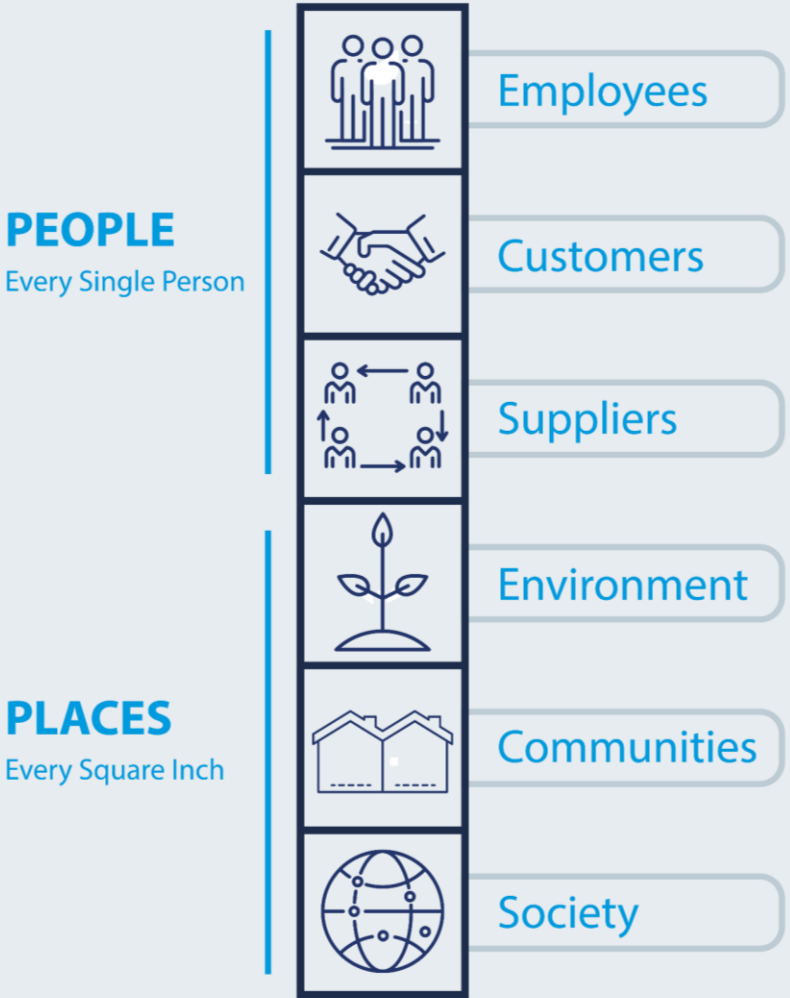 PEOPLE
Every Single Person
Employees
Customers
Suppliers
PLACES
Every Square Inch
Environment
Communities
Society